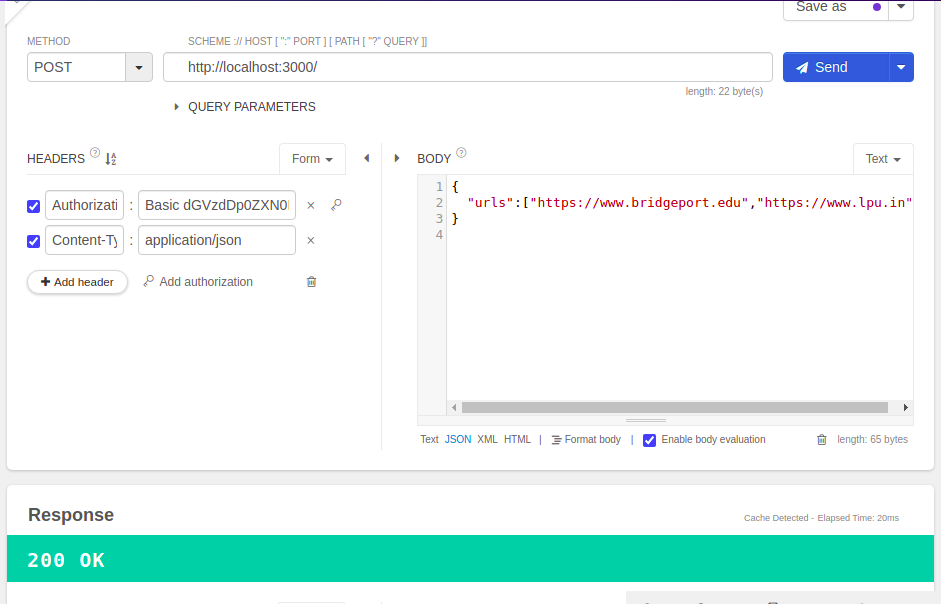 Save as
METHOD
SCHEME :// HOST [ ":" PORT ] [ PATH [ "?" QUERY ]]
POST
http://localhost:3000/
Send
length: 22 byte(s)
QUERY PARAMETERS
HEADERS ?
Form
BODY ?
Text
Authorizati : Basic dGVzdDp0ZXN0
Content-Ty : application/json
Add header
Add authorization
1 {
2 "urls":["https://www.bridgeport.edu","https://www.lpu.in"
3 }
4
Text JSON XML HTML | Format body | Enable body evaluation
length: 65 bytes
Response
Cache Detected - Elapsed Time: 20ms
200 OK